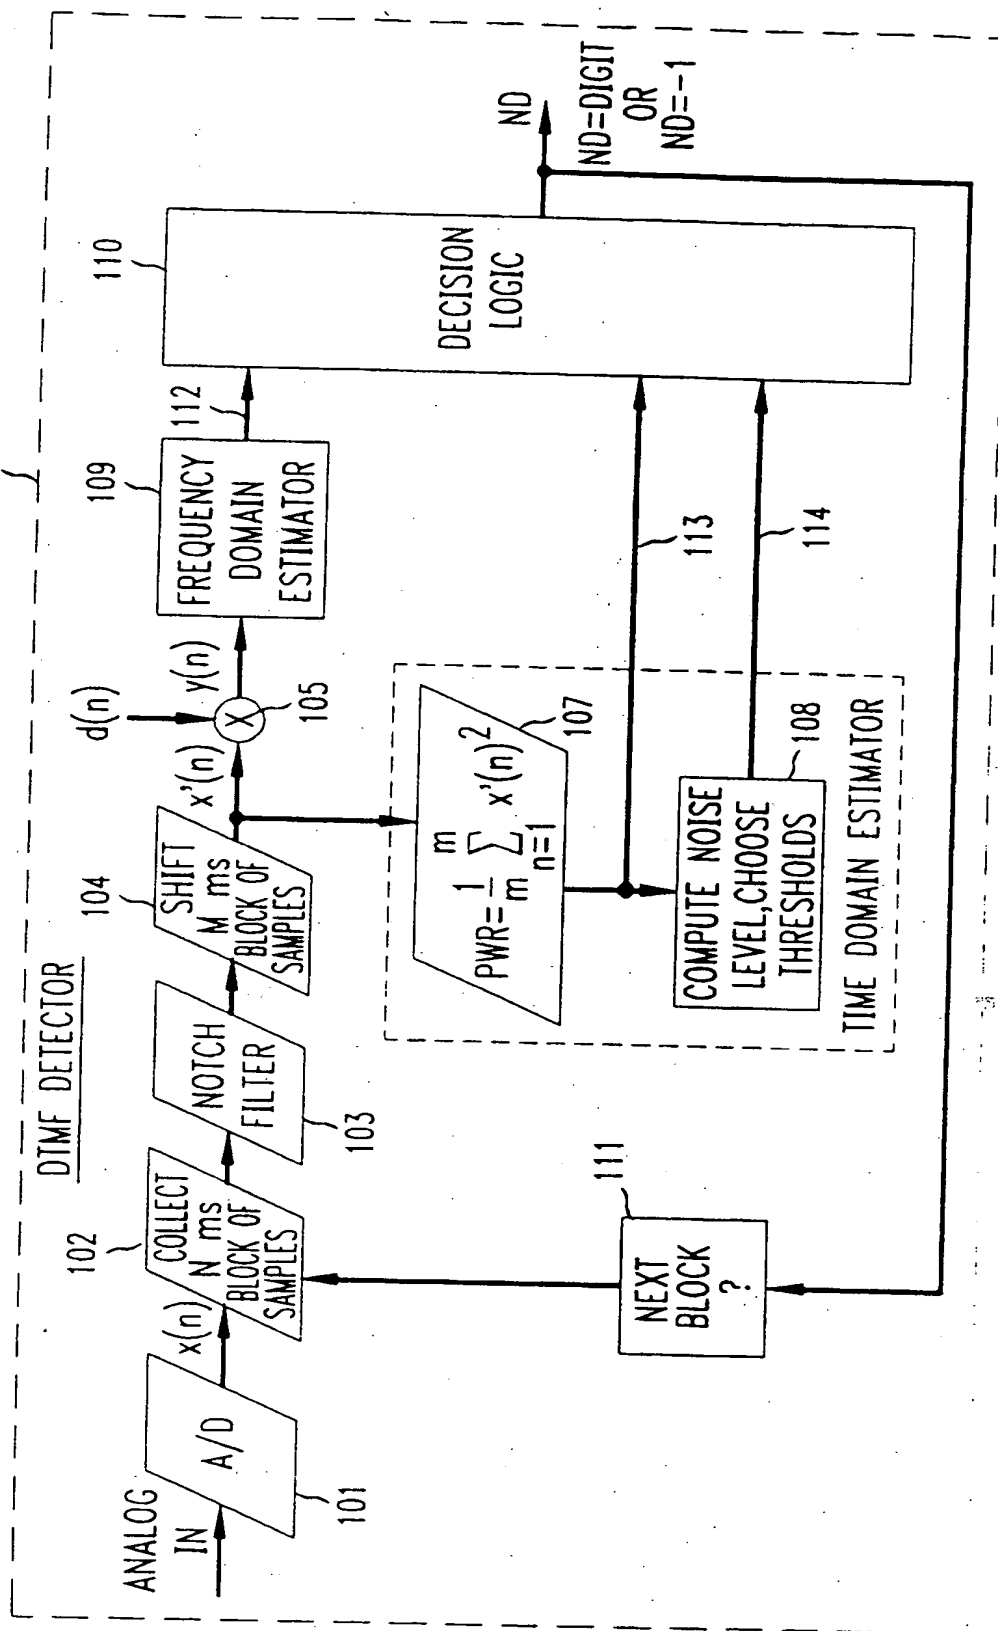 DTMF DETECTOR
ANALOG
IN
A/D
101
x(n)
102
COLLECT
N ms
BLOCK OF
SAMPLES
NOTCH
FILTER
103
104
SHIFT
M ms
BLOCK OF
SAMPLES
x'(n)
d(n)
X
105
y(n)
109
FREQUENCY
DOMAIN
ESTIMATOR
112
110
DECISION
LOGIC
ND
ND=DIGIT
OR
ND=-1
PWR=1/m m∑n=1 x'(n)²
107
COMPUTE NOISE
LEVEL,CHOOSE
THRESHOLDS
108
TIME DOMAIN ESTIMATOR
113
114
111
NEXT
BLOCK
?